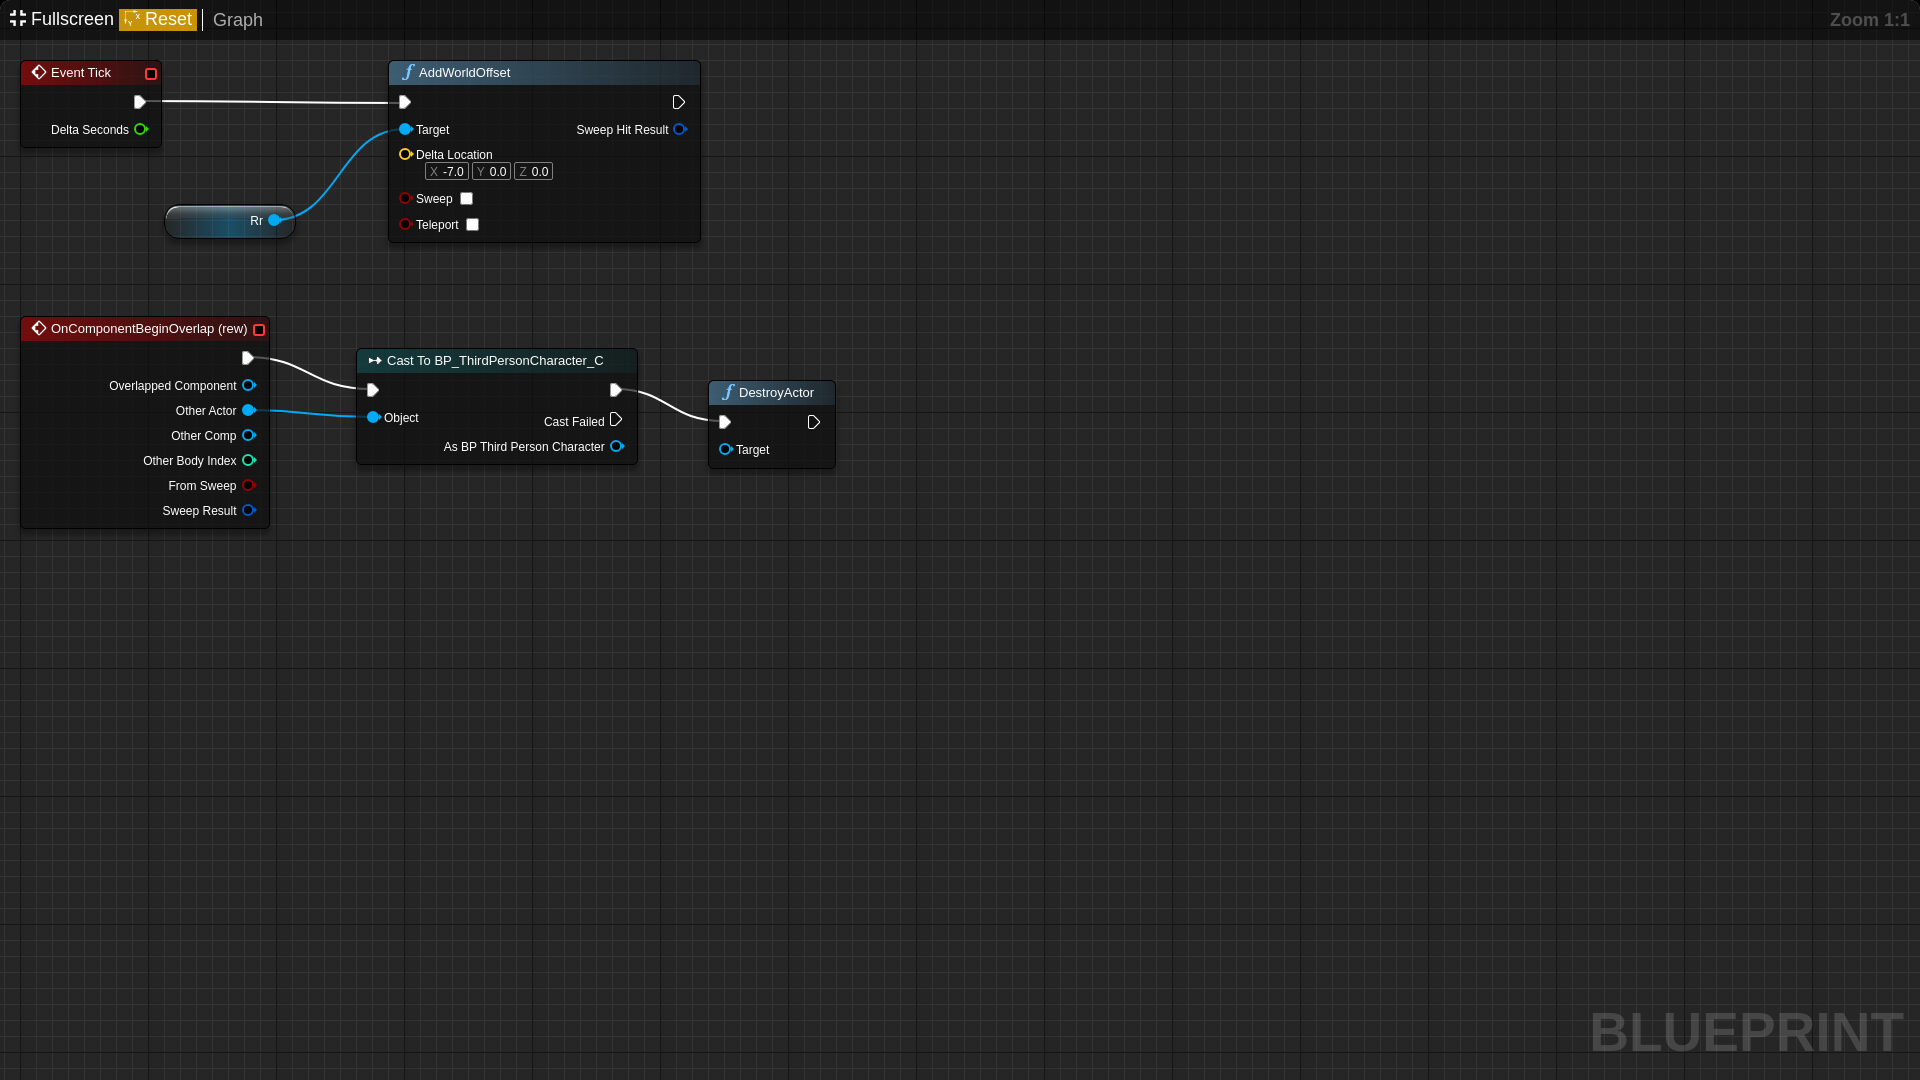 Fullscreen Reset Graph Zoom 1:1
Event Tick
Delta Seconds
AddWorldOffset
Target Sweep Hit Result
Delta Location
X -7.0 Y 0.0 Z 0.0
Sweep
Teleport
Rr
OnComponentBeginOverlap (rew)
Overlapped Component
Other Actor
Other Comp
Other Body Index
From Sweep
Sweep Result
Cast To BP_ThirdPersonCharacter_C
Object Cast Failed
As BP Third Person Character
DestroyActor
Target
BLUEPRINT